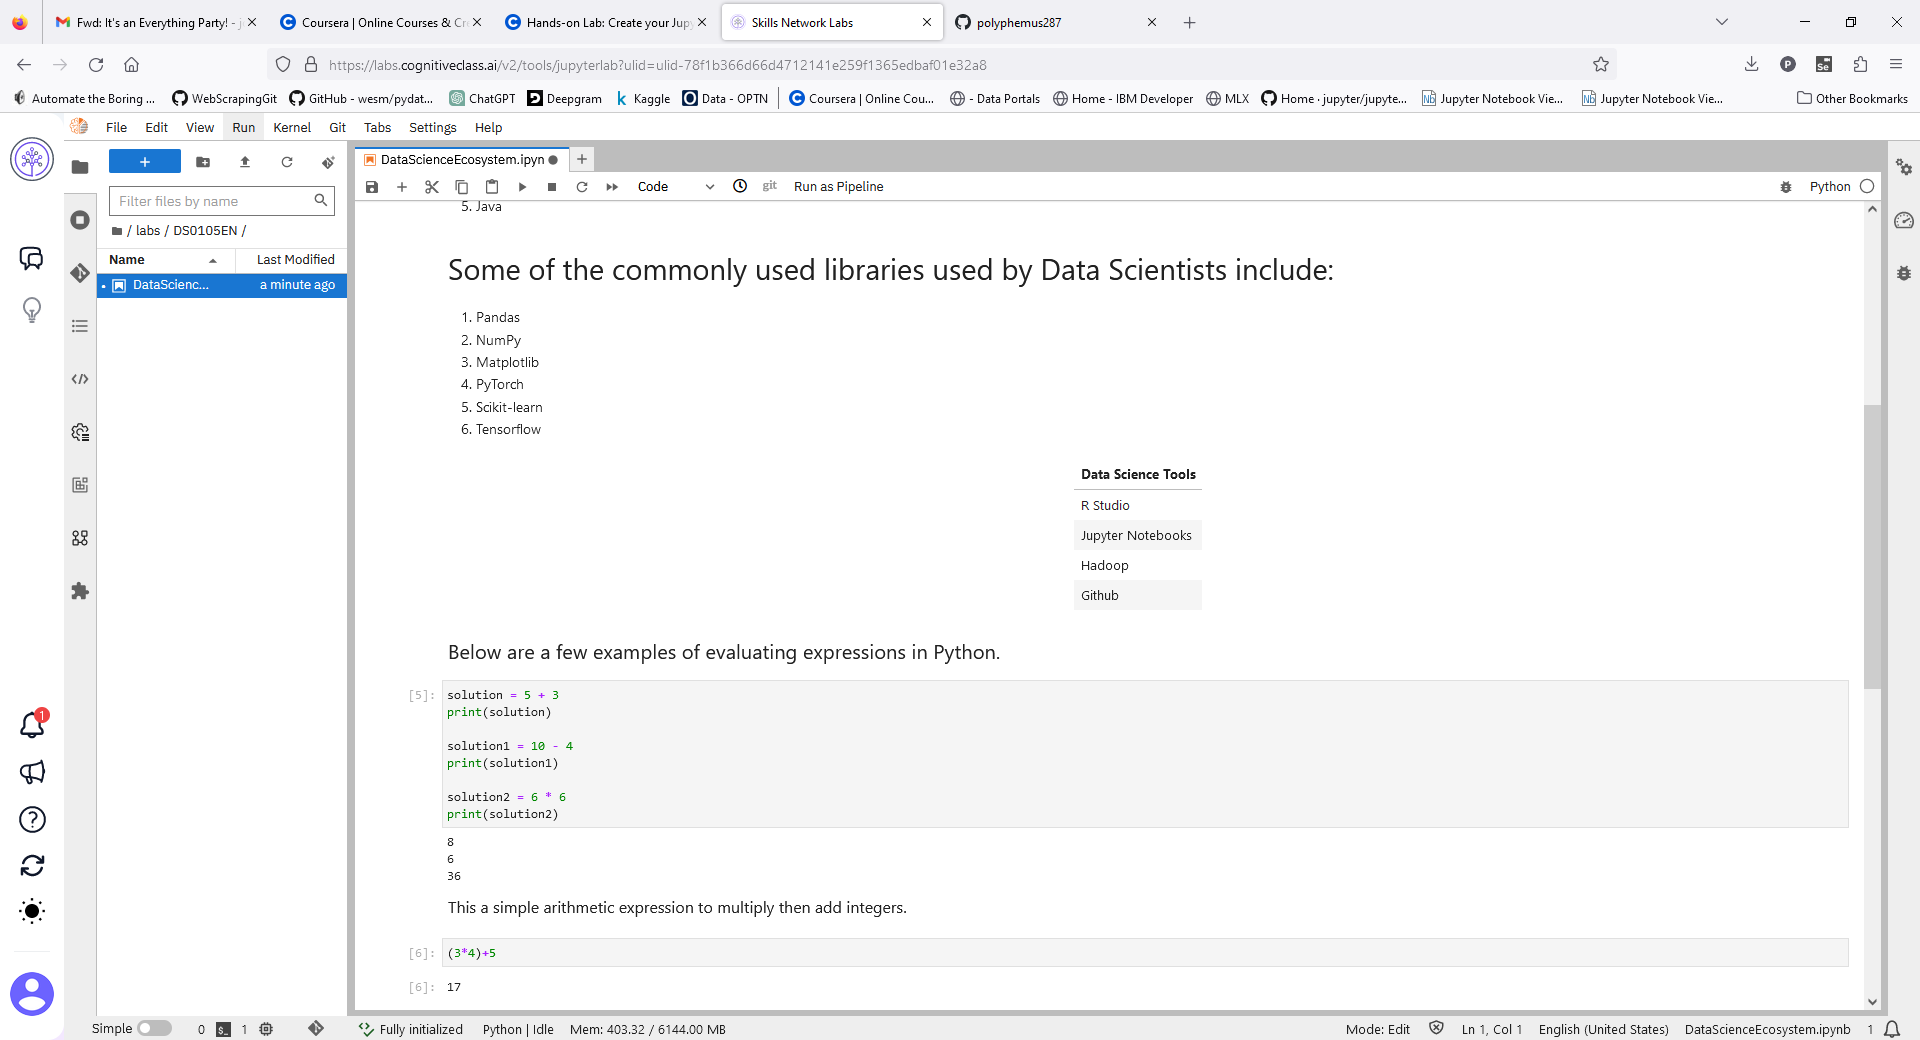 Fwd: It's an Everything Party! - j
Coursera | Online Courses & Cr
Hands-on Lab: Create your Jup
Skills Network Labs
polyphemus287
https://labs.cognitiveclass.ai/v2/tools/jupyterlab?ulid=ulid-78f1b366d66d4712141e259f1365edbaf01e32a8
P
Se
Automate the Boring ...
WebScrapingGit
GitHub - wesm/pydat...
ChatGPT
Deepgram
Kaggle
Data - OPTN
Coursera | Online Cou...
- Data Portals
Home - IBM Developer
MLX
Home · jupyter/jupyte...
Nb Jupyter Notebook Vie...
Nb Jupyter Notebook Vie...
Other Bookmarks
File Edit View Run Kernel Git Tabs Settings Help
DataScienceEcosystem.ipyn
Code
git
Run as Pipeline
Python
Filter files by name
/ labs / DS0105EN /
Name Last Modified
DataScienc... a minute ago
5. Java
Some of the commonly used libraries used by Data Scientists include:
1. Pandas
2. NumPy
3. Matplotlib
4. PyTorch
5. Scikit-learn
6. Tensorflow
Data Science Tools
R Studio
Jupyter Notebooks
Hadoop
Github
Below are a few examples of evaluating expressions in Python.
[5]: solution = 5 + 3
print(solution)
solution1 = 10 - 4
print(solution1)
solution2 = 6 * 6
print(solution2)
8
6
36
This a simple arithmetic expression to multiply then add integers.
[6]: (3*4)+5
[6]: 17
1
Simple 0 $_ 1 Fully initialized Python | Idle Mem: 403.32 / 6144.00 MB Mode: Edit Ln 1, Col 1 English (United States) DataScienceEcosystem.ipynb 1